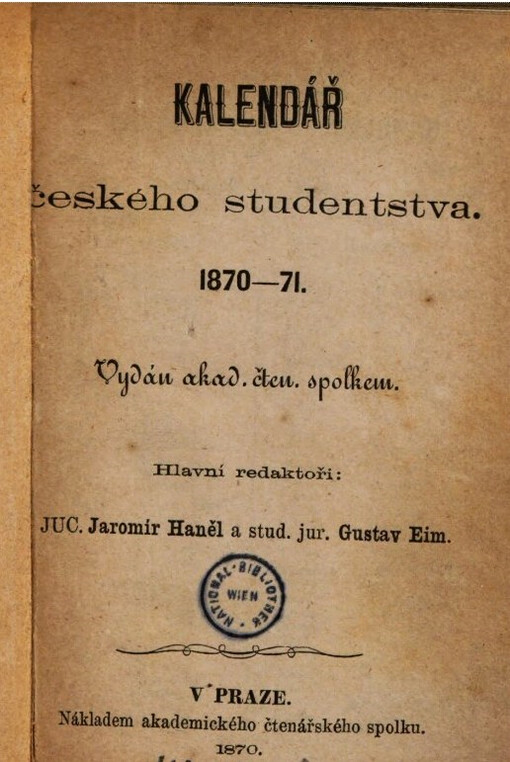 KALENDÁŘ
českého studentstva.
1870—71.
Vydán akad. čten. spolkem.
Hlavní redaktoři:
JUC. Jaromír Haněl a stud. jur. Gustav Eim.
NATIONAL-BIBLIOTHEK
WIEN
V PRAZE.
Nákladem akademického čtenářského spolku.
1870.